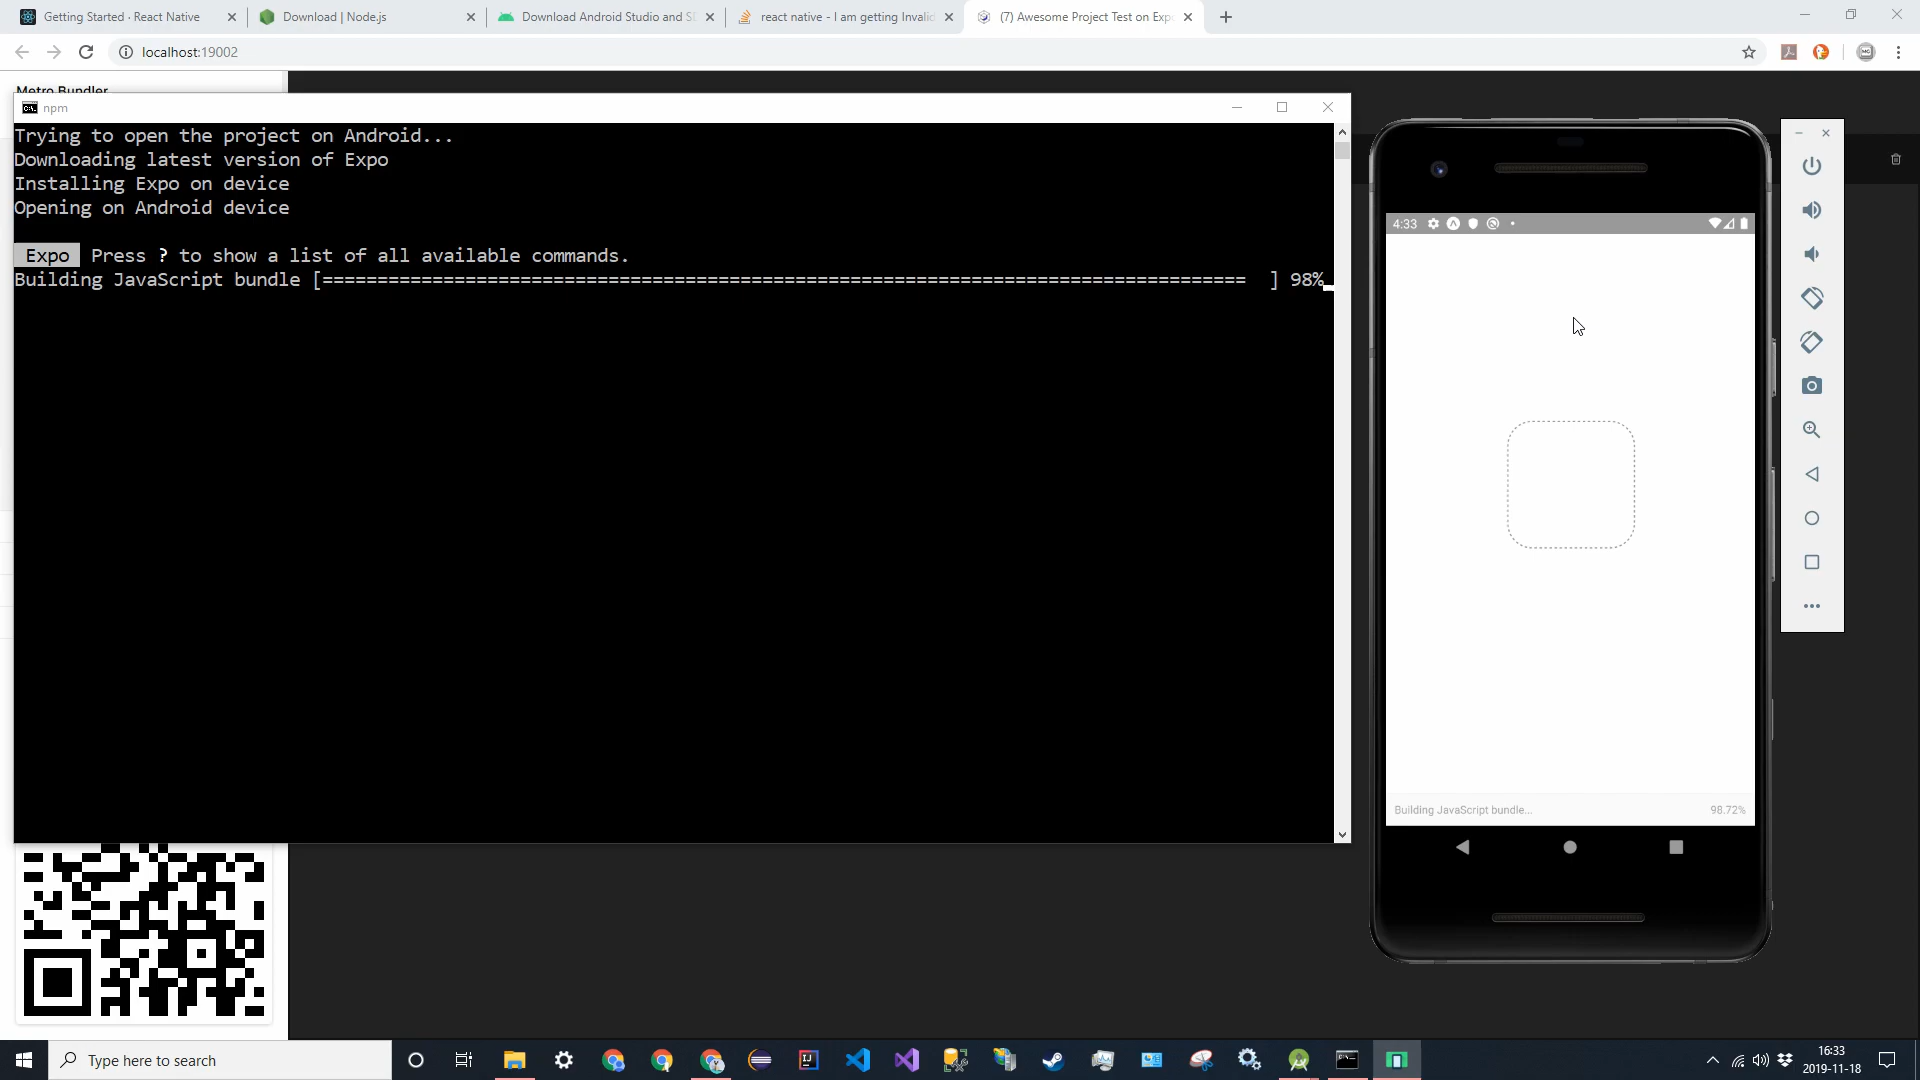 Getting Started · React Native
Download | Node.js
Download Android Studio and S
react native - I am getting Invalid
(7) Awesome Project Test on Expo
localhost:19002
Metro Bundler
npm
Trying to open the project on Android...
Downloading latest version of Expo
Installing Expo on device
Opening on Android device
Expo Press ? to show a list of all available commands.
Building JavaScript bundle [==================================================================================== ] 98%
4:33
Building JavaScript bundle... 98.72%
Type here to search
16:33
2019-11-18